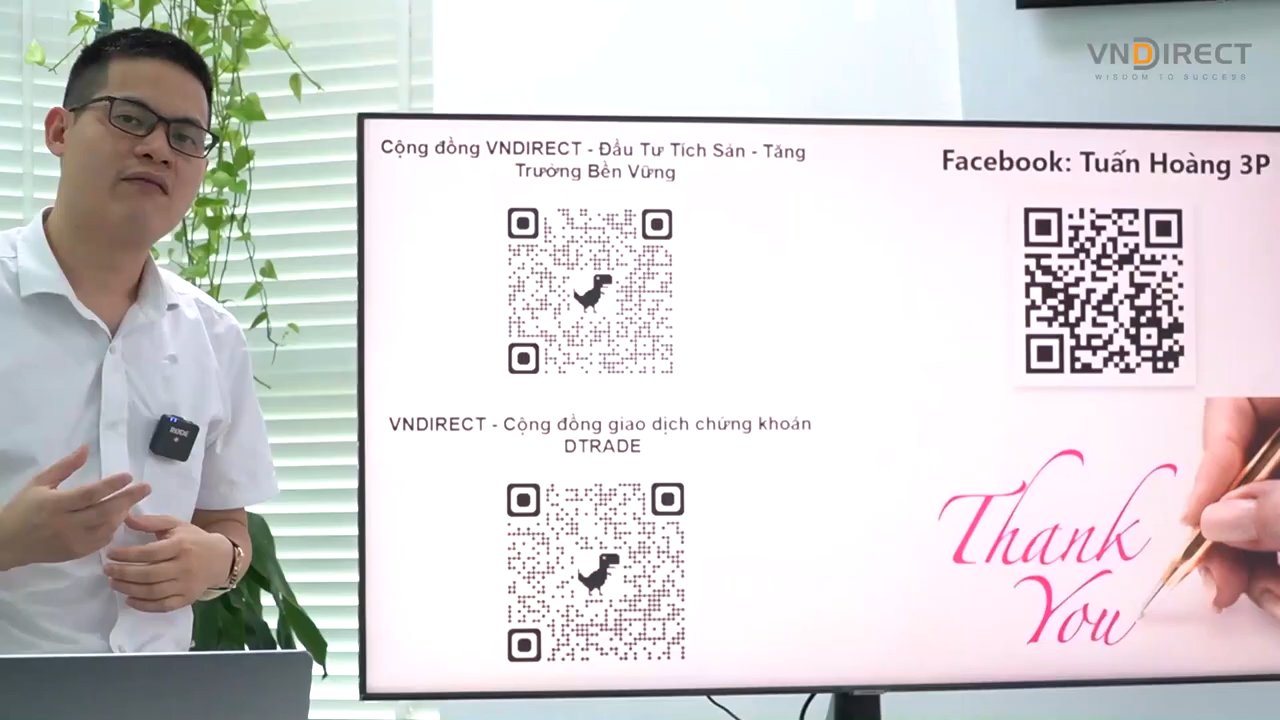 VNDIRECT
WISDOM TO SUCCESS
Cộng đồng VNDIRECT - Đầu Tư Tích Sản - Tăng
Trưởng Bền Vững
Facebook: Tuấn Hoàng 3P
VNDIRECT - Cộng đồng giao dịch chứng khoán
DTRADE
Thank
You
RØDE